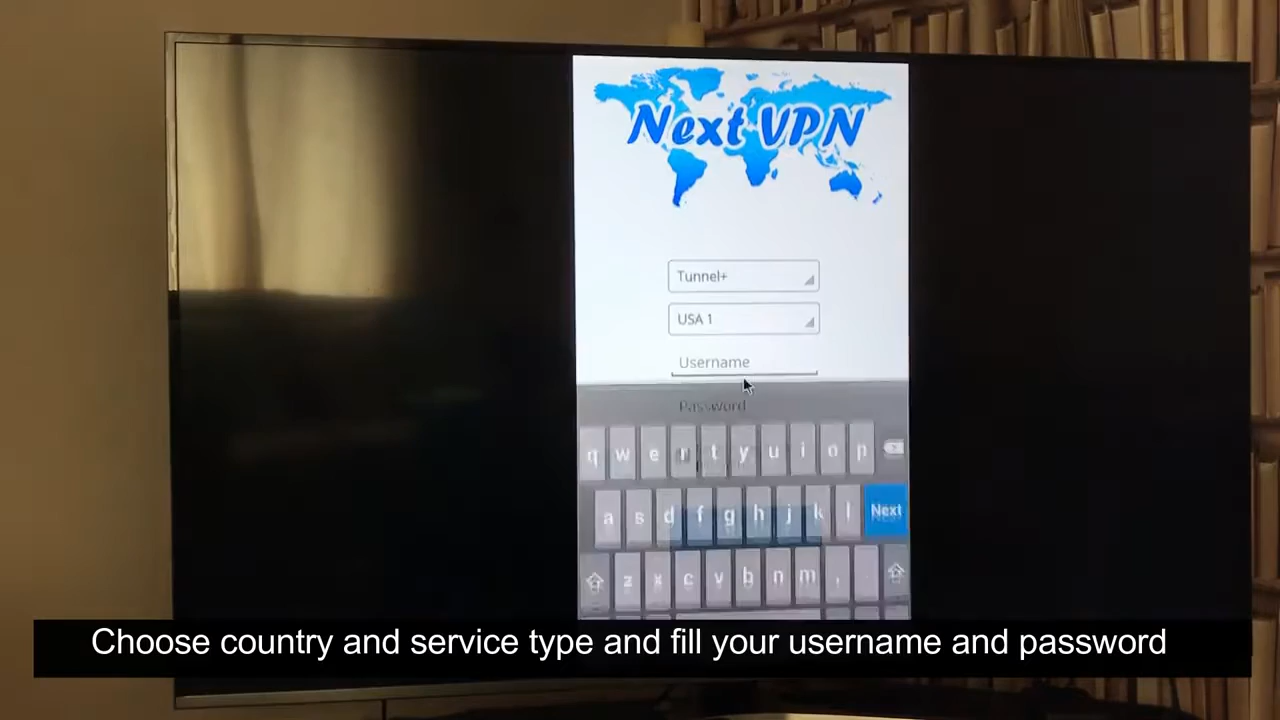 Next VPN
Tunnel+
USA 1
Username
Password
q w e r t y u i o p
a s d f g h j k l Next
z x c v b n m , .
Choose country and service type and fill your username and password